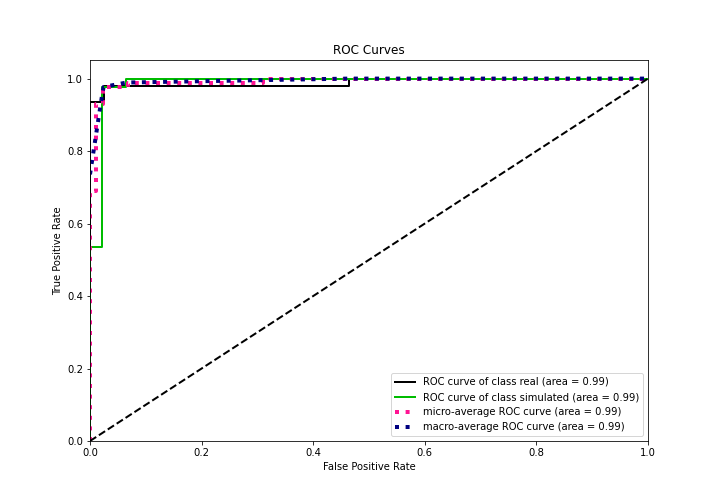 ROC Curves
1.0
0.8
0.6
0.4
0.2
0.0
True Positive Rate
0.0 0.2 0.4 0.6 0.8 1.0
False Positive Rate
ROC curve of class real (area = 0.99)
ROC curve of class simulated (area = 0.99)
micro-average ROC curve (area = 0.99)
macro-average ROC curve (area = 0.99)